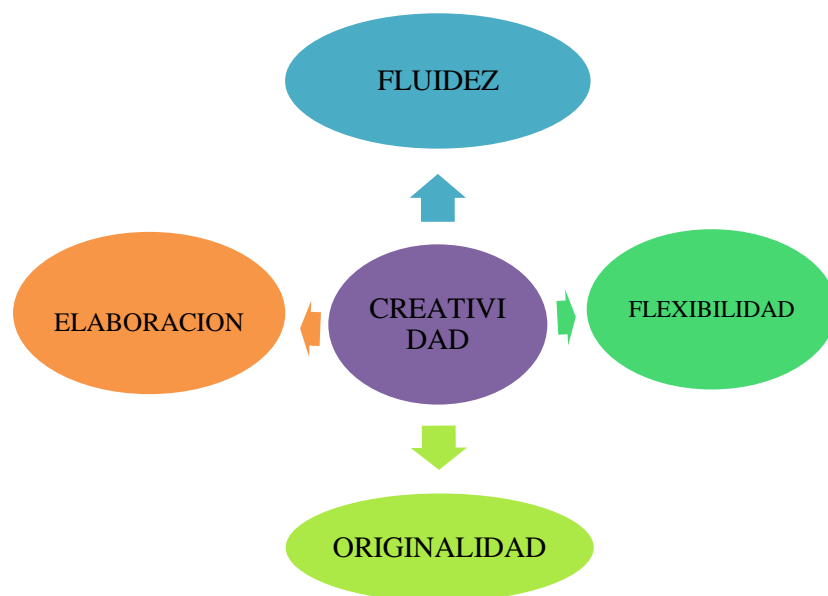 FLUIDEZ
ELABORACION
CREATIVI
DAD
FLEXIBILIDAD
ORIGINALIDAD